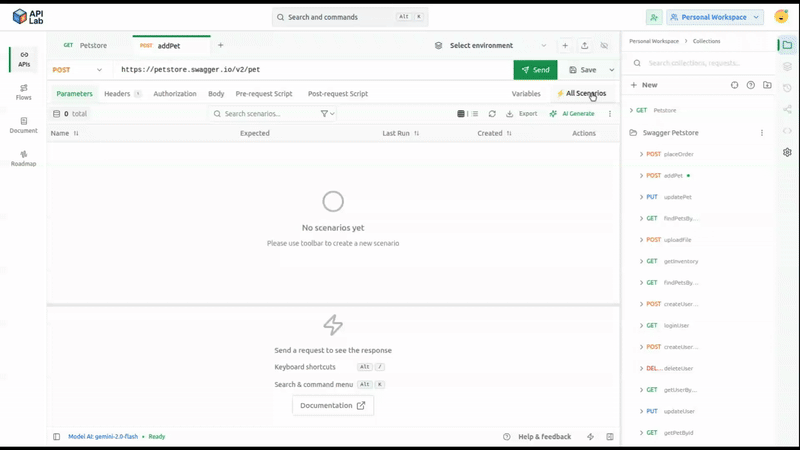 API Lab
Search and commands Alt K
Personal Workspace
GET Petstore
POST addPet
Select environment
POST https://petstore.swagger.io/v2/pet
Send
Save
Parameters Headers 1 Authorization Body Pre-request Script Post-request Script Variables All Scenarios
0 total
Search scenarios...
Export
AI Generate
Name Expected Last Run Created Actions
No scenarios yet
Please use toolbar to create a new scenario
Send a request to see the response
Keyboard shortcuts Alt /
Search & command menu Alt K
Documentation
Model AI: gemini-2.0-flash • Ready
Help & feedback
APIs
Flows
Document
Roadmap
Personal Workspace > Collections
Search collections, requests...
New
GET Petstore
Swagger Petstore
POST placeOrder
POST addPet
PUT updatePet
GET findPetsBy...
POST uploadFile
GET getInventory
GET findPetsBy...
POST createUser...
GET loginUser
POST createUser...
DEL... deleteUser
GET getUserBy...
PUT updateUser
GET getPetById